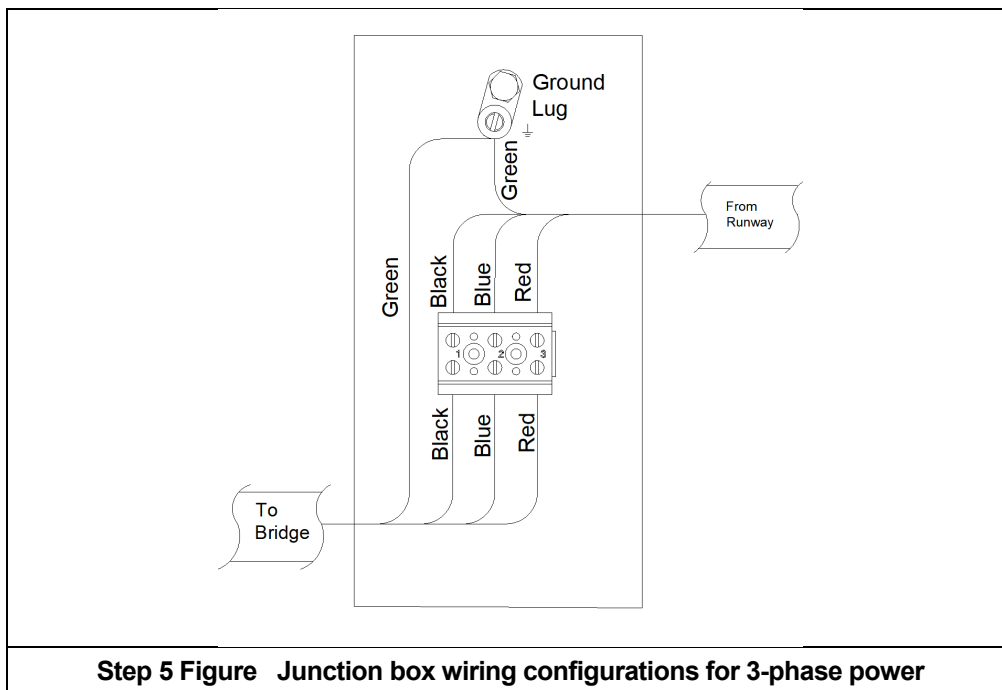 Ground
Lug
Green
From
Runway
Green
Black
Blue
Red
1 2 3
Black
Blue
Red
To
Bridge
Step 5 Figure Junction box wiring configurations for 3-phase power